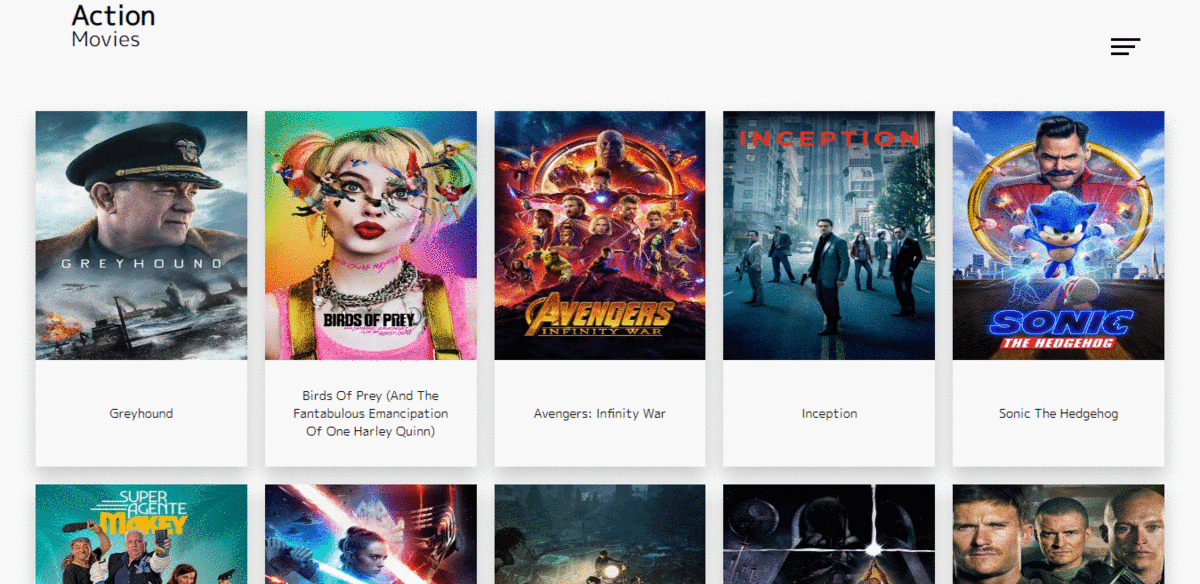 Action
Movies
GREYHOUND
BIRDS OF PREY
INCEPTION
AVENGERS
INFINITY WAR
SONIC
THE HEDGEHOG
Greyhound
Birds Of Prey (And The
Fantabulous Emancipation
Of One Harley Quinn)
Avengers: Infinity War
Inception
Sonic The Hedgehog
SUPER
AGENTE
MAKEY